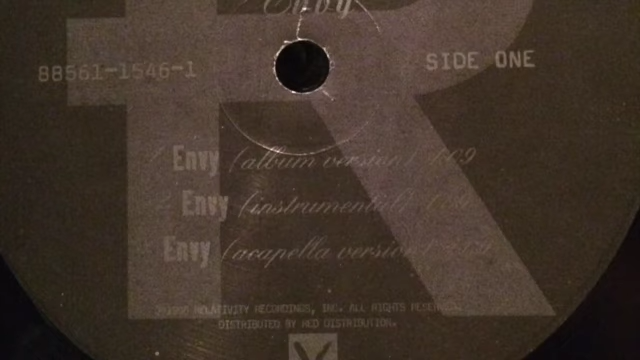 Envy
88561-1546-1
SIDE ONE
Envy (album version)
Envy (instrumental)
Envy (acapella version)
RELATIVITY RECORDINGS, INC. ALL RIGHTS
DISTRIBUTED BY RED DISTRIBUTION.